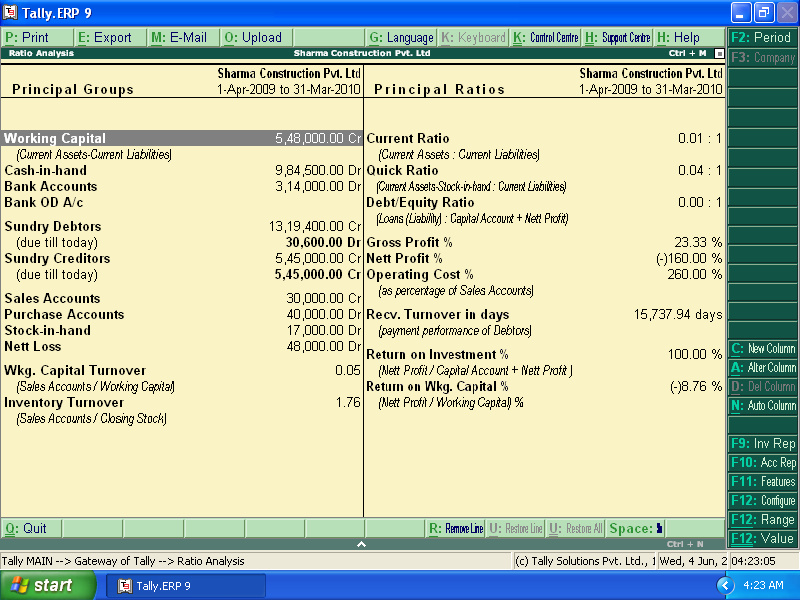 Tally.ERP 9
P: Print E: Export M: E-Mail O: Upload G: Language K: Keyboard K: Control Centre H: Support Centre H: Help
F2: Period
F3: Company
Ratio Analysis Sharma Construction Pvt. Ltd Ctrl + M
Sharma Construction Pvt. Ltd
Principal Groups 1-Apr-2009 to 31-Mar-2010
Working Capital 5,48,000.00 Cr
(Current Assets-Current Liabilities)
Cash-in-hand 9,84,500.00 Dr
Bank Accounts 3,14,000.00 Dr
Bank OD A/c
Sundry Debtors 13,19,400.00 Cr
(due till today) 30,600.00 Dr
Sundry Creditors 5,45,000.00 Cr
(due till today) 5,45,000.00 Cr
Sales Accounts 30,000.00 Cr
Purchase Accounts 40,000.00 Dr
Stock-in-hand 17,000.00 Dr
Nett Loss 48,000.00 Dr
Wkg. Capital Turnover 0.05
(Sales Accounts / Working Capital)
Inventory Turnover 1.76
(Sales Accounts / Closing Stock)
Sharma Construction Pvt. Ltd
Principal Ratios 1-Apr-2009 to 31-Mar-2010
Current Ratio 0.01 : 1
(Current Assets : Current Liabilities)
Quick Ratio 0.04 : 1
(Current Assets-Stock-in-hand : Current Liabilities)
Debt/Equity Ratio 0.00 : 1
(Loans (Liability) : Capital Account + Nett Profit)
Gross Profit % 23.33 %
Nett Profit % (-)160.00 %
Operating Cost % 260.00 %
(as percentage of Sales Accounts)
Recv. Turnover in days 15,737.94 days
(payment performance of Debtors)
Return on Investment % 100.00 %
(Nett Profit / Capital Account + Nett Profit )
Return on Wkg. Capital % (-)8.76 %
(Nett Profit / Working Capital) %
C: New Column
A: Alter Column
D: Del Column
N: Auto Column
F9: Inv Rep
F10: Acc Rep
F11: Features
F12: Configure
F12: Range
F12: Value
Q: Quit R: Remove Line U: Restore Line U: Restore All Space:
Ctrl + N
Tally MAIN --> Gateway of Tally --> Ratio Analysis (c) Tally Solutions Pvt. Ltd., 1 Wed, 4 Jun, 2 04:23:05
start Tally.ERP 9 4:23 AM